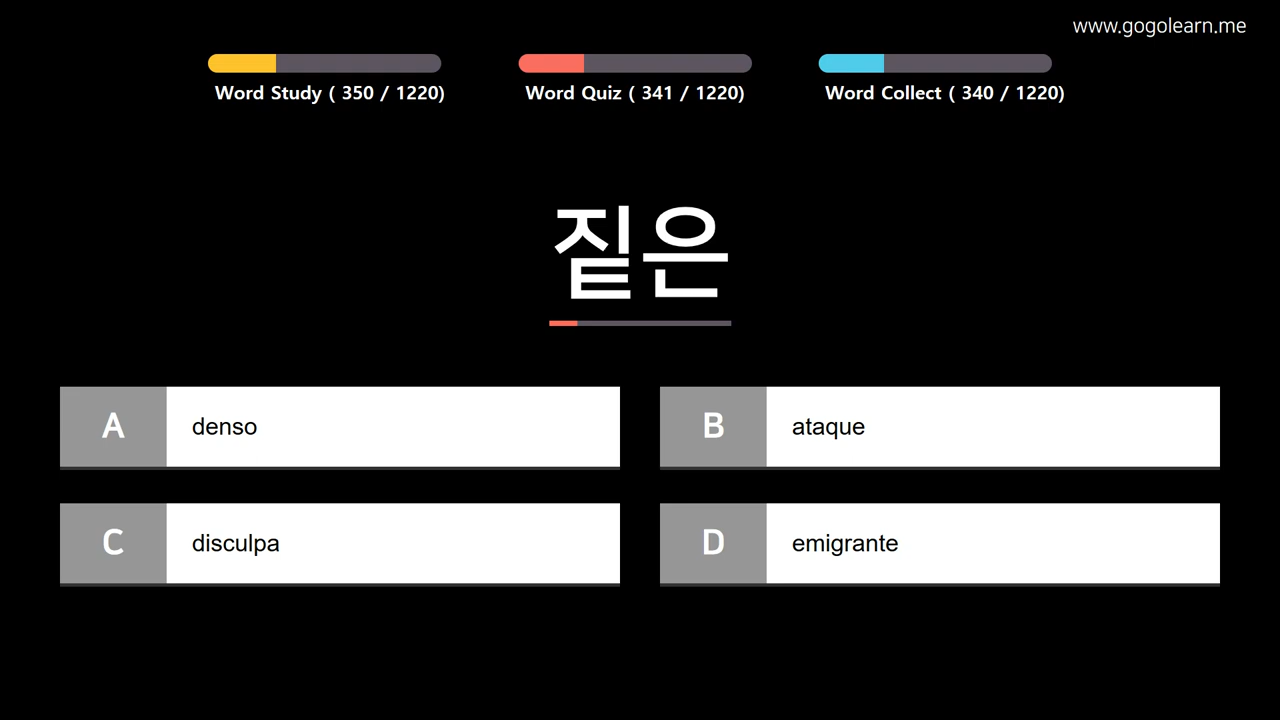 www.gogolearn.me
Word Study ( 350 / 1220)
Word Quiz ( 341 / 1220)
Word Collect ( 340 / 1220)
짙은
A denso
B ataque
C disculpa
D emigrante